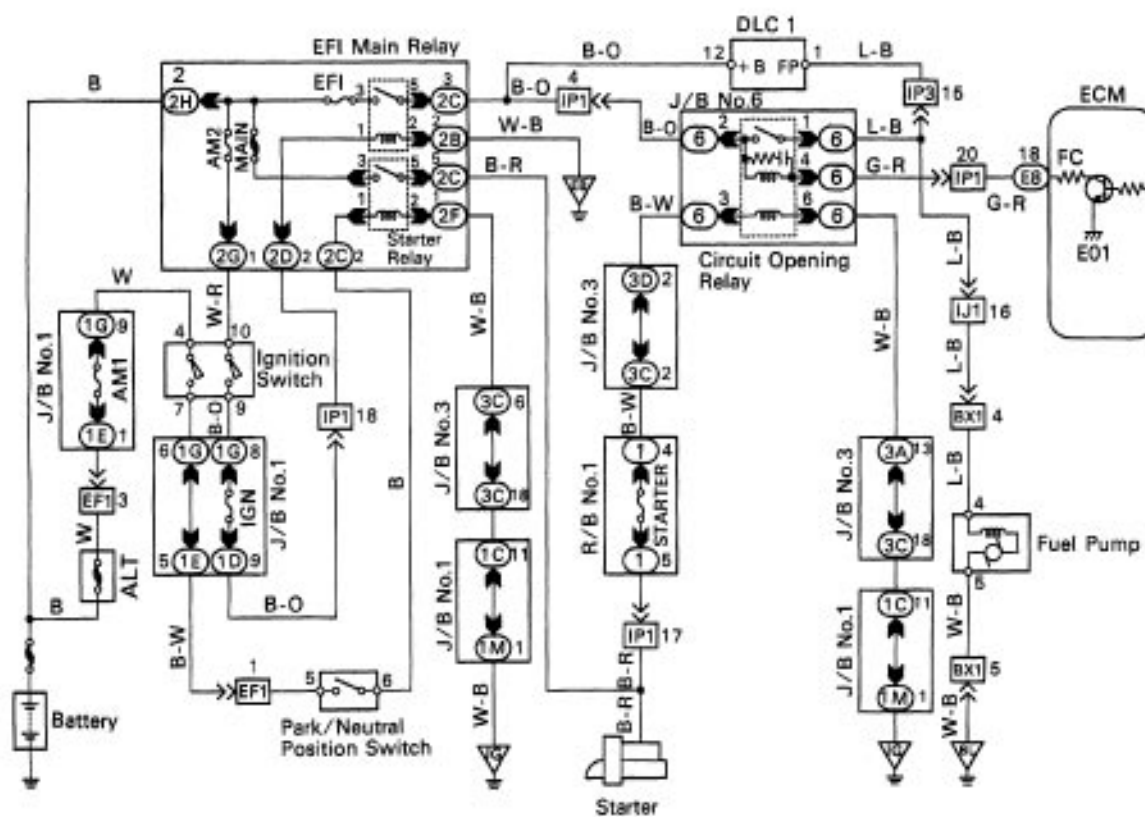 DLC 1
EFI Main Relay
B-O
12 +B FP 1
L-B
B
2
2H
EFI
3 5 3
2C
B-O
4
IP1
IP3 15
ECM
J/B No.6
AM2
MAIN
1 2 2
2B
W-B
B-O
6 2 1 6
L-B
20
18
FC
3 5 5
2C
B-R
4 6
G-R
IP1
E8
G-R
1 2
2F
B-W
6 3 6 6
E01
Starter
Relay
2G 1
2D 2
2C 2
Circuit Opening
Relay
L-B
W
W-R
W-B
3D 2
J/B No.3
3C 2
W-B
IJ1 16
1G 9
J/B No.1
AM1
1E 1
4 10
Ignition
Switch
7 9
B-O
L-B
IP1 18
3C 6
J/B No.3
3C 18
B-W
BX1 4
6 1G
1G 8
IGN
J/B No.1
5 1E
1D 9
B
1 4
R/B No.1
STARTER
1 5
3A 13
J/B No.3
3C 18
L-B
4
EF1 3
W
ALT
Fuel Pump
5
B
B-O
1C 11
J/B No.1
1M 1
IP1 17
1C 11
J/B No.1
1M 1
W-B
BX1 5
B-W
1
EF1
5 6
B-R
B-R
W-B
W-B
Battery
Park/Neutral
Position Switch
IG
Starter